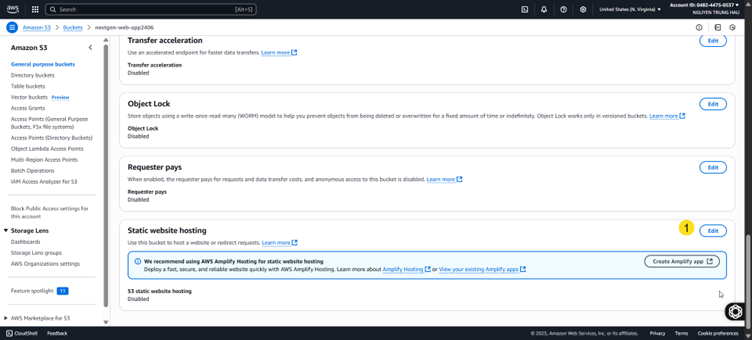 aws
Search
[Alt+S]
United States (N. Virginia)
Account ID: 0482-4475-0537
NGUYEN TRUNG HAU
Amazon S3 > Buckets > nextgen-web-app2406
Amazon S3
General purpose buckets
Directory buckets
Table buckets
Vector buckets Preview
Access Grants
Access Points (General Purpose
Buckets, FSx file systems)
Access Points (Directory Buckets)
Object Lambda Access Points
Multi-Region Access Points
Batch Operations
IAM Access Analyzer for S3
Block Public Access settings for
this account
Storage Lens
Dashboards
Storage Lens groups
AWS Organizations settings
Feature spotlight 11
AWS Marketplace for S3
Transfer acceleration
Edit
Use an accelerated endpoint for faster data transfers. Learn more
Transfer acceleration
Disabled
Object Lock
Edit
Store objects using a write-once-read-many (WORM) model to help you prevent objects from being deleted or overwritten for a fixed amount of time or indefinitely. Object Lock works only in versioned buckets. Learn more
Object Lock
Disabled
Requester pays
Edit
When enabled, the requester pays for requests and data transfer costs, and anonymous access to this bucket is disabled. Learn more
Requester pays
Disabled
Static website hosting
1
Edit
Use this bucket to host a website or redirect requests. Learn more
We recommend using AWS Amplify Hosting for static website hosting
Deploy a fast, secure, and reliable website quickly with AWS Amplify Hosting. Learn more about Amplify Hosting or View your existing Amplify apps
Create Amplify app
S3 static website hosting
Disabled
CloudShell
Feedback
© 2025, Amazon Web Services, Inc. or its affiliates.
Privacy
Terms
Cookie preferences